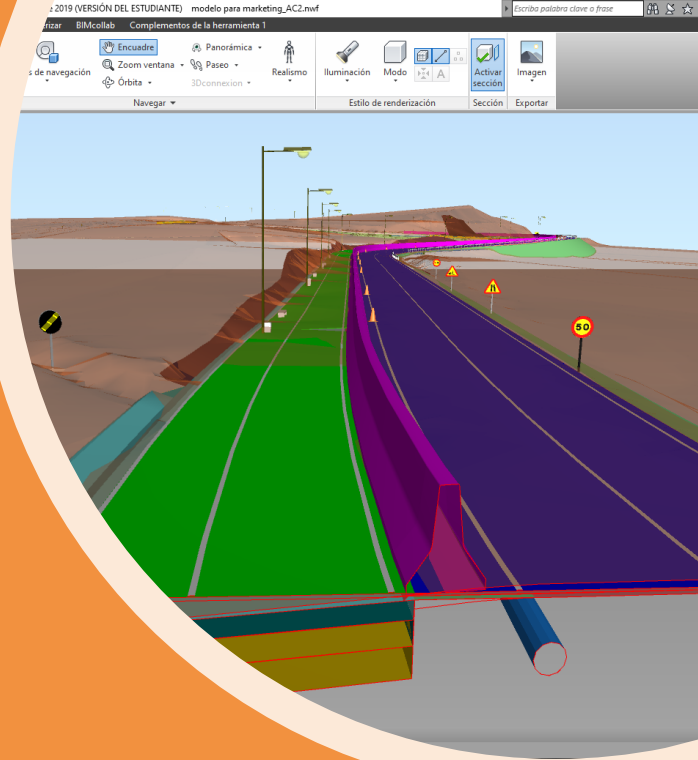 2019 (VERSIÓN DEL ESTUDIANTE) modelo para marketing_AC2.nwf
Escriba palabra clave o frase
BIMcollab Complementos de la herramienta 1
de navegación
Encuadre
Zoom ventana
Órbita
Panorámica
Paseo
3Dconnexion
Realismo
Iluminación
Modo
A
Activar
sección
Imagen
Navegar
Estilo de renderización
Sección
Exportar
50